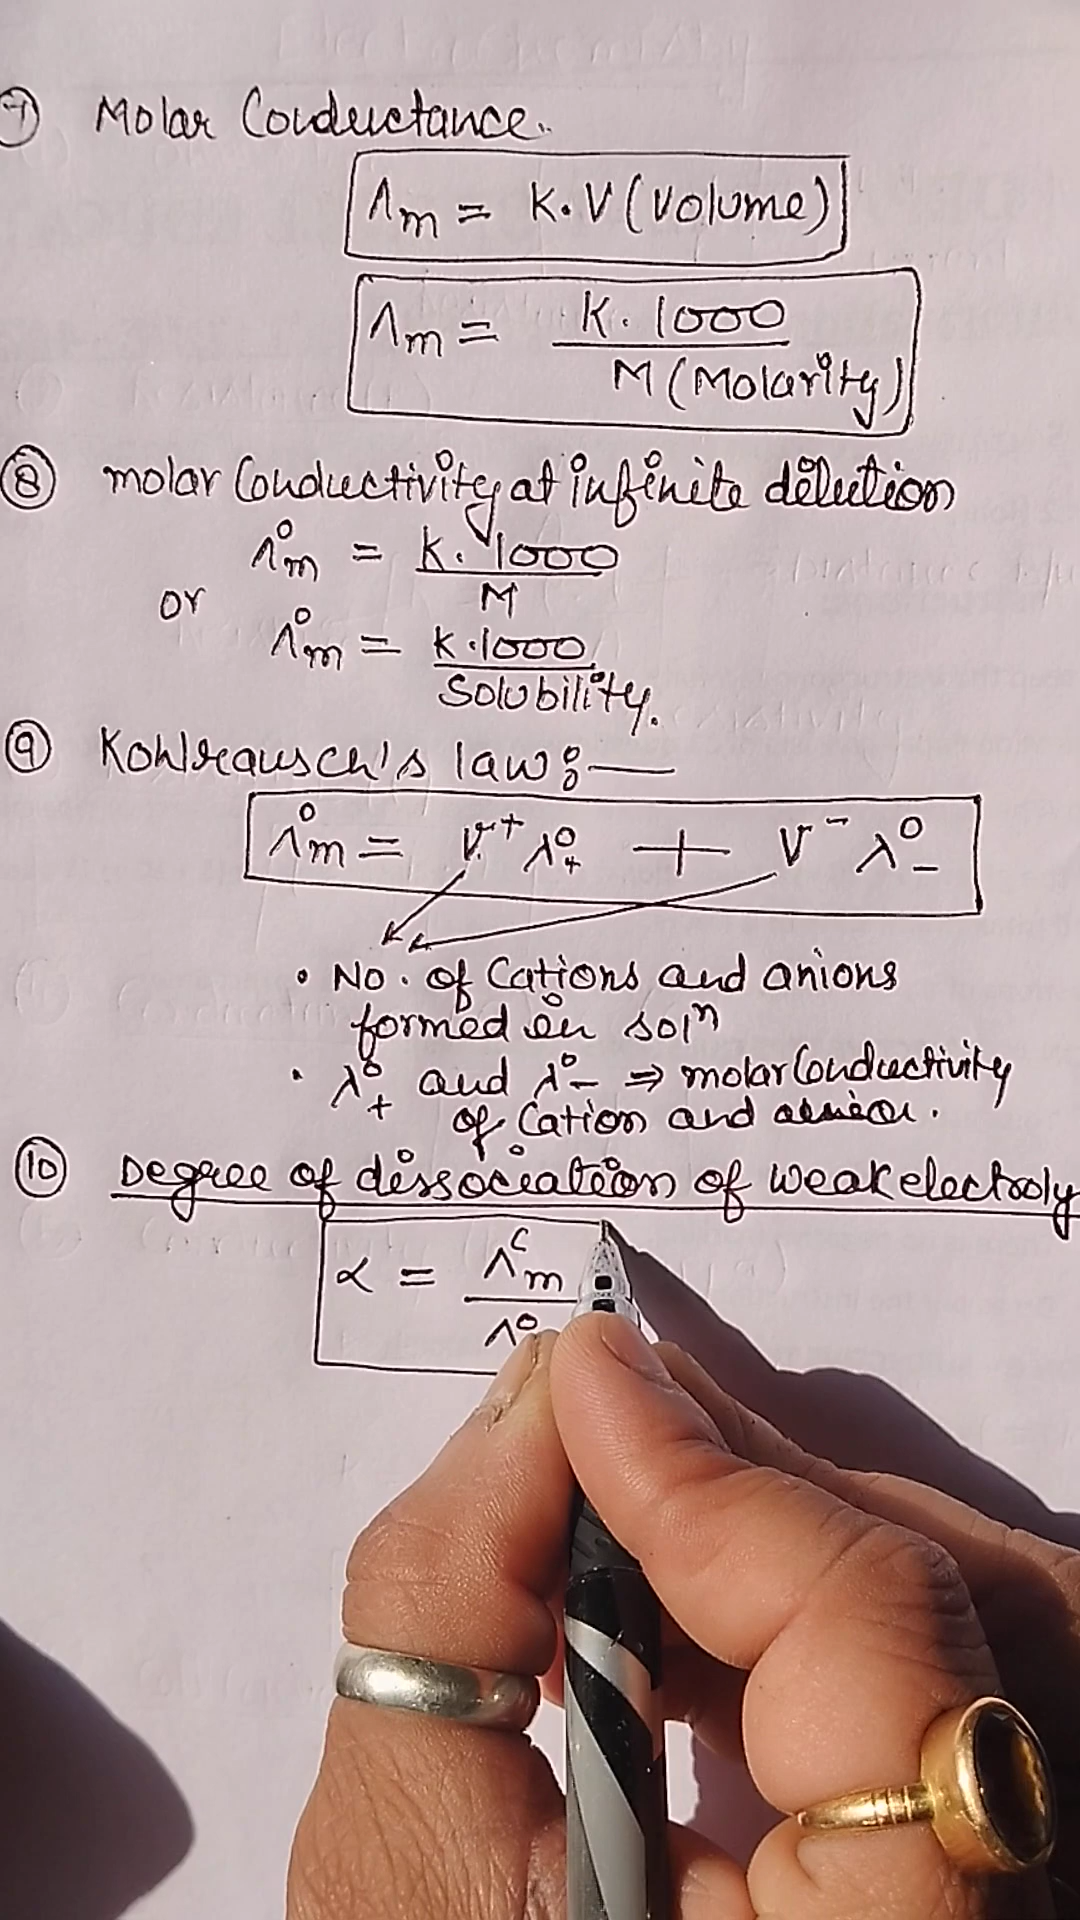 ⑦ Molar Conductance.
Λm = K.V (Volume)
Λm = K. 1000
M (Molarity)
⑧ molar Conductivity at infinite dilution
Λ°m = K. 1000
M
or
Λ°m = K.1000
Solubility.
⑨ Kohlrausch's law :—
Λ°m = V⁺ λ°₊ + V⁻ λ°₋
• No. of Cations and anions
formed in solⁿ
• λ°₊ and λ°₋ ⇒ molar Conductivity
of Cation and
⑩ Degree of dissociation of weak electroly
α = Λᶜm
Λ°